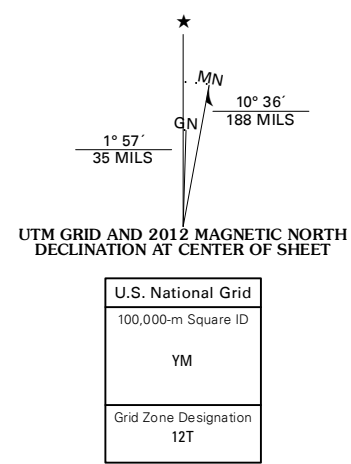 ★
MN
10° 36´
188 MILS
GN
1° 57´
35 MILS
UTM GRID AND 2012 MAGNETIC NORTH
DECLINATION AT CENTER OF SHEET
U.S. National Grid
100,000-m Square ID
YM
Grid Zone Designation
12T